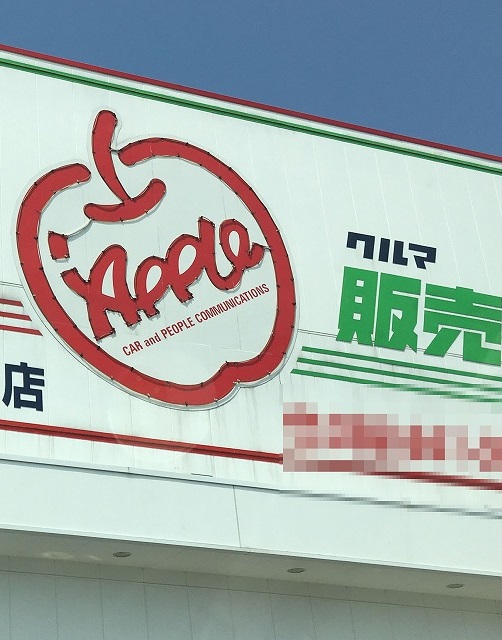 APPLE
CAR and PEOPLE COMMUNICATIONS
クルマ
販売
店